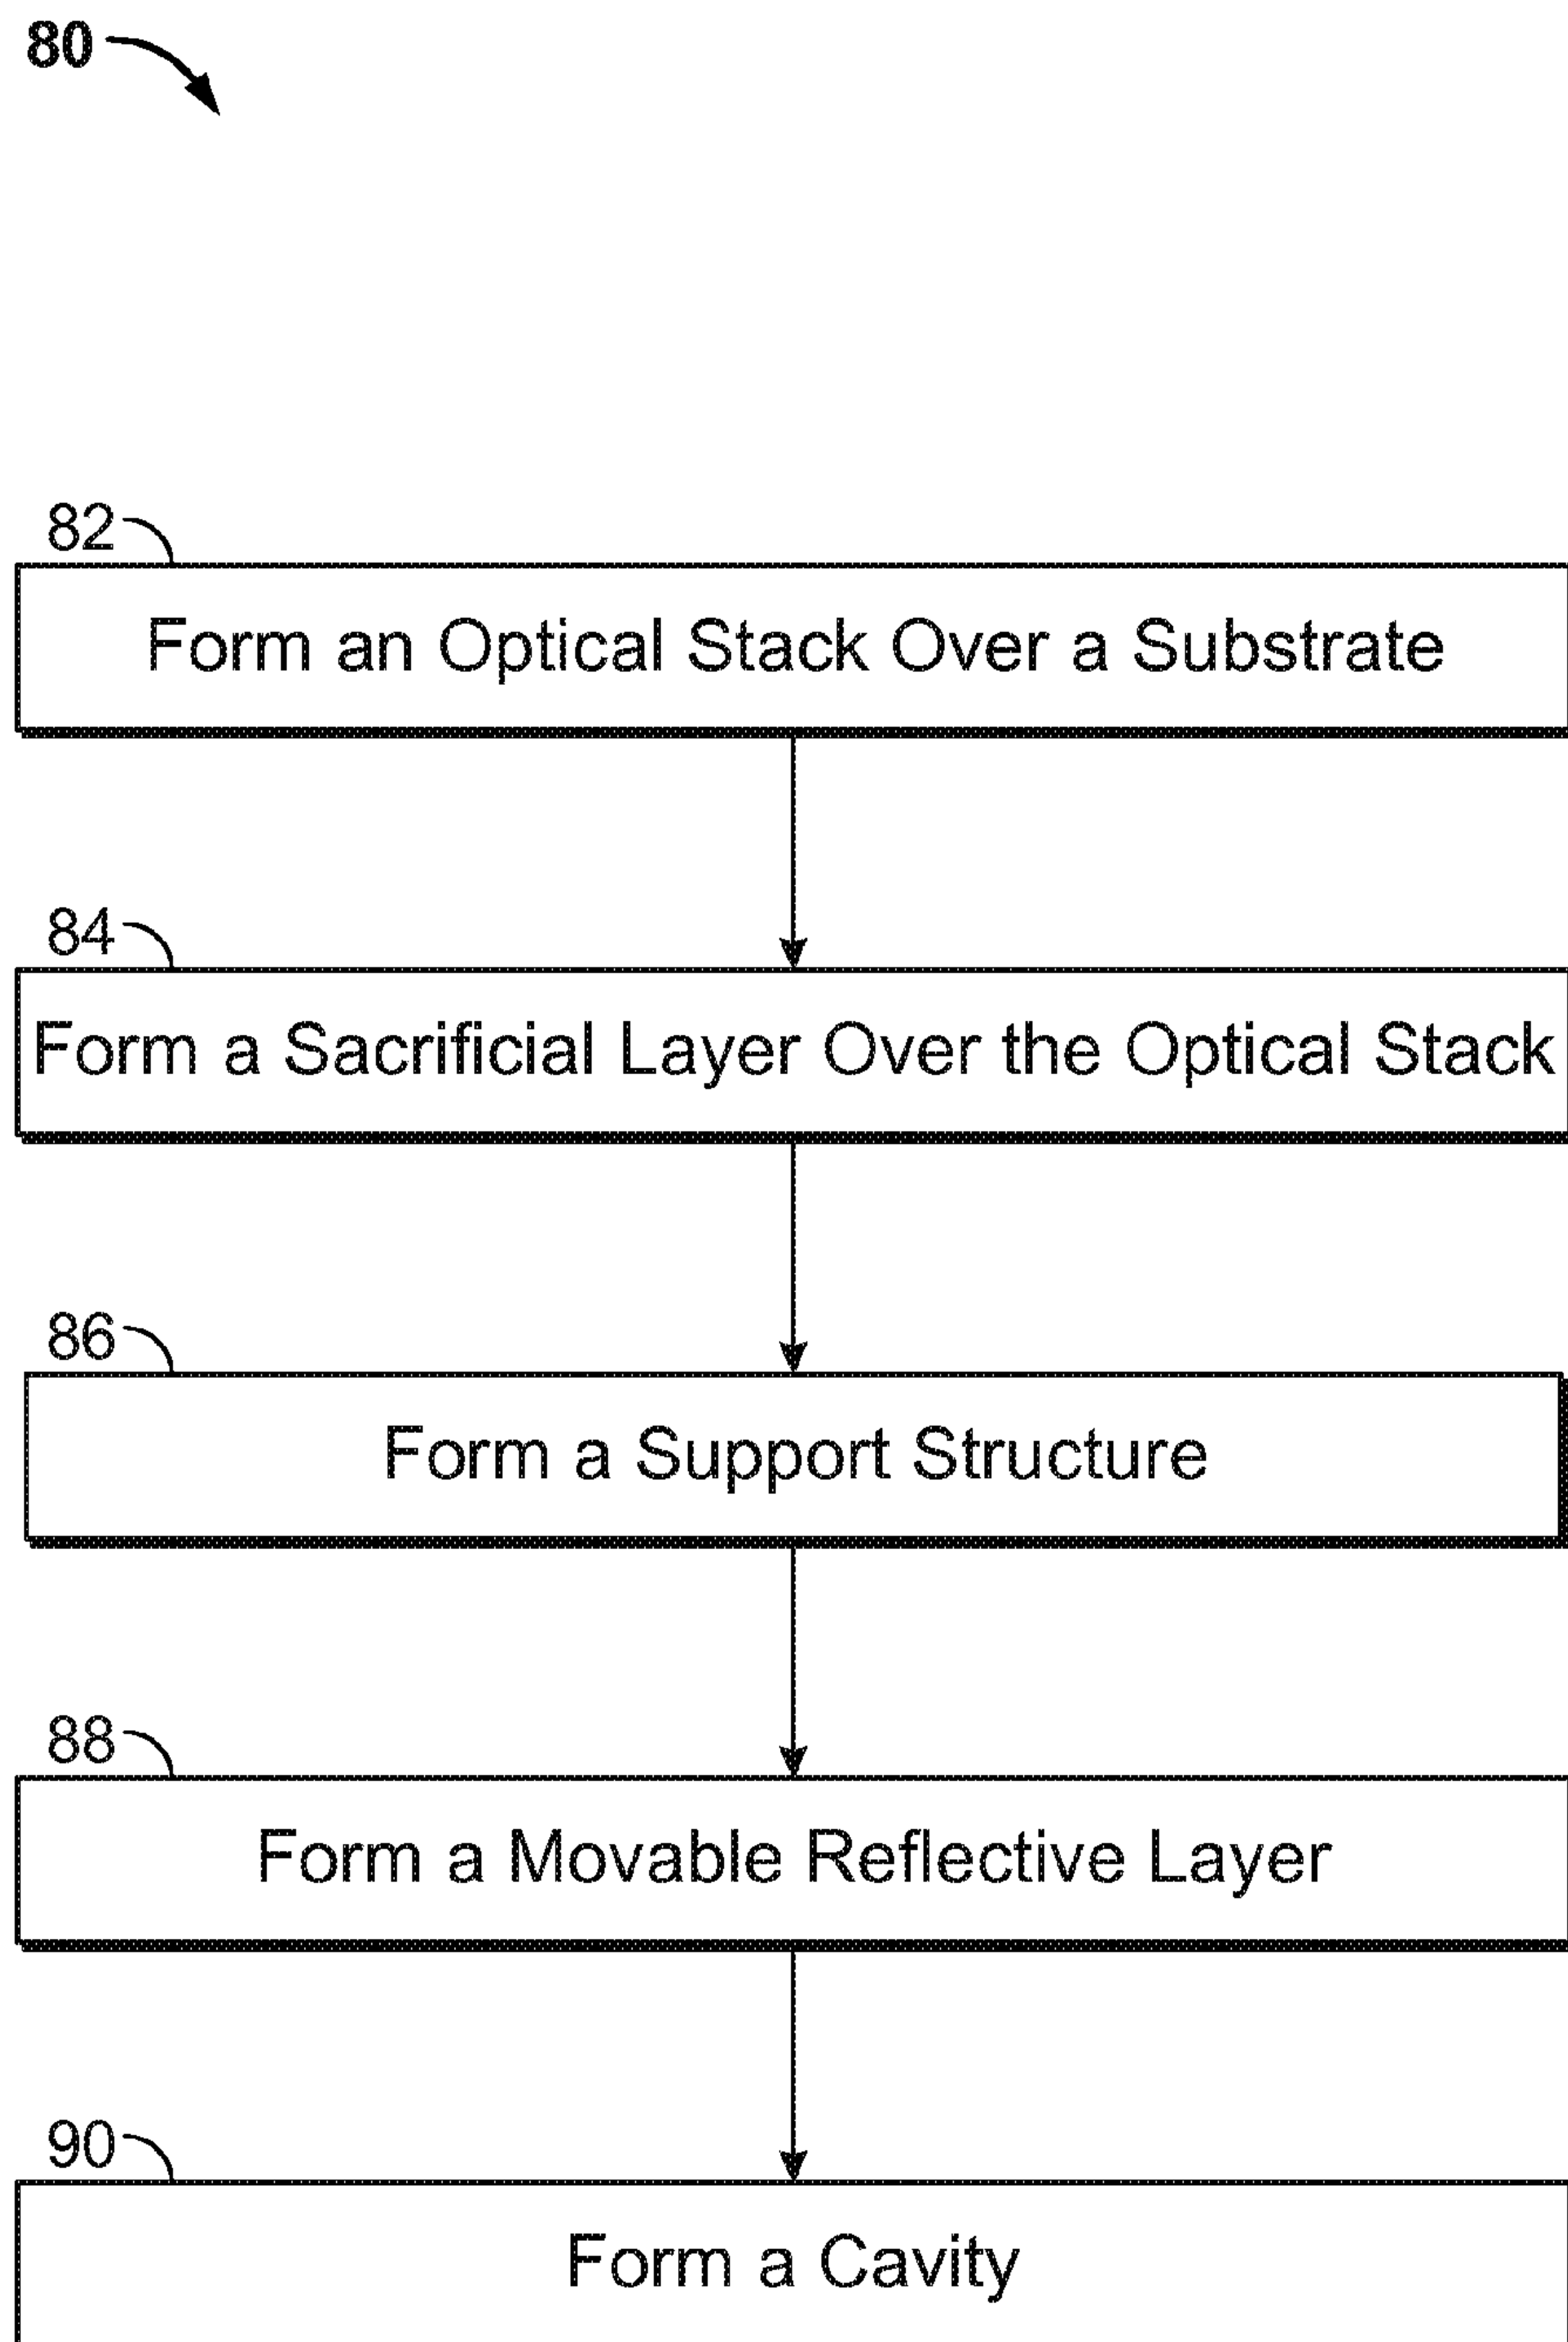 80
82
Form an Optical Stack Over a Substrate
84
Form a Sacrificial Layer Over the Optical Stack
86
Form a Support Structure
88
Form a Movable Reflective Layer
90
Form a Cavity